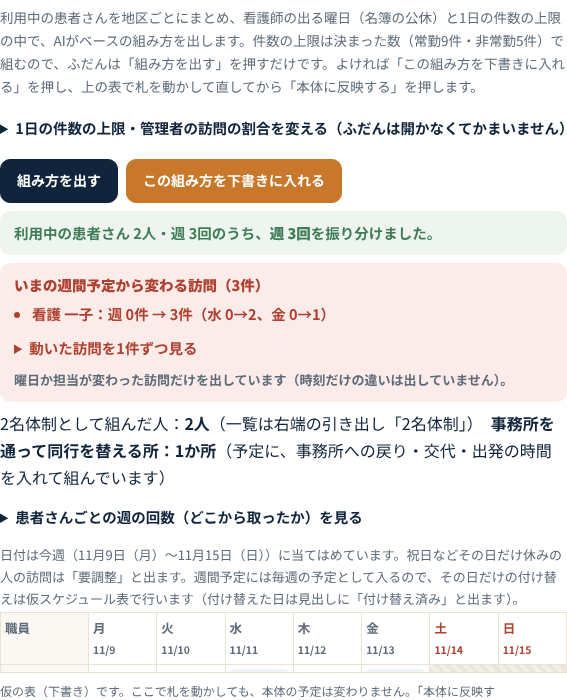 利用中の患者さんを地区ごとにまとめ、看護師の出る曜日（名簿の公休）と1日の件数の上限
の中で、AIがベースの組み方を出します。件数の上限は決まった数（常勤9件・非常勤5件）で
組むので、ふだんは「組み方を出す」を押すだけです。よければ「この組み方を下書きに入れ
る」を押し、上の表で札を動かして直してから「本体に反映する」を押します。
▶ 1日の件数の上限・管理者の訪問の割合を変える（ふだんは開かなくてかまいません）
組み方を出す
この組み方を下書きに入れる
利用中の患者さん 2人・週 3回のうち、週 3回を振り分けました。
いまの週間予定から変わる訪問（3件）
• 看護 一子：週 0件 → 3件（水 0→2、金 0→1）
▶ 動いた訪問を1件ずつ見る
曜日か担当が変わった訪問だけを出しています（時刻だけの違いは出していません）。
2名体制として組んだ人：2人（一覧は右端の引き出し「2名体制」） 事務所を
通って同行を替える所：1か所（予定に、事務所への戻り・交代・出発の時間
を入れて組んでいます）
▶ 患者さんごとの週の回数（どこから取ったか）を見る
日付は今週（11月9日（月）〜11月15日（日））に当てはめています。祝日などその日だけ休みの
人の訪問は「要調整」と出ます。週間予定には毎週の予定として入るので、その日だけの付け替
えは仮スケジュール表で行います（付け替えた日は見出しに「付け替え済み」と出ます）。
職員 月 火 水 木 金 土 日
11/9 11/10 11/11 11/12 11/13 11/14 11/15
仮の表（下書き）です。ここで札を動かしても、本体の予定は変わりません。「本体に反映す